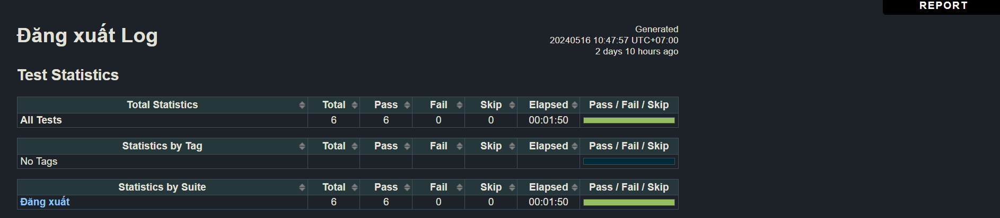 REPORT
Đăng xuất Log
Generated
20240516 10:47:57 UTC+07:00
2 days 10 hours ago
Test Statistics
Total Statistics Total Pass Fail Skip Elapsed Pass / Fail / Skip
All Tests 6 6 0 0 00:01:50
Statistics by Tag Total Pass Fail Skip Elapsed Pass / Fail / Skip
No Tags
Statistics by Suite Total Pass Fail Skip Elapsed Pass / Fail / Skip
Đăng xuất 6 6 0 0 00:01:50